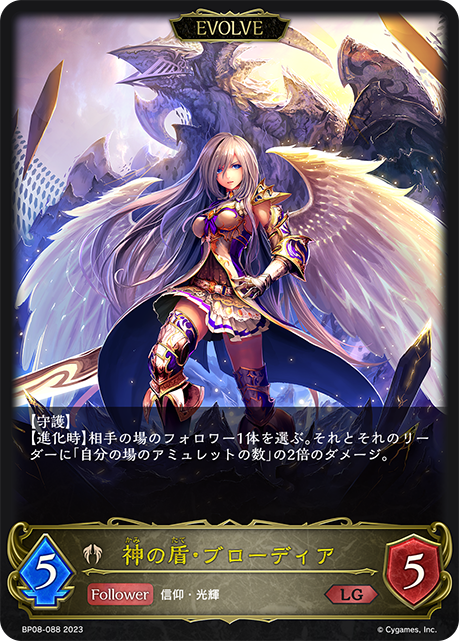 EVOLVE
【守護】
【進化時】相手の場のフォロワー1体を選ぶ。それとそれのリー
ダーに「自分の場のアミュレットの数」の2倍のダメージ。
かみ たて
神の盾・ブローディア
5
5
Follower 信仰・光輝 LG
BP08-088 2023 © Cygames, Inc.